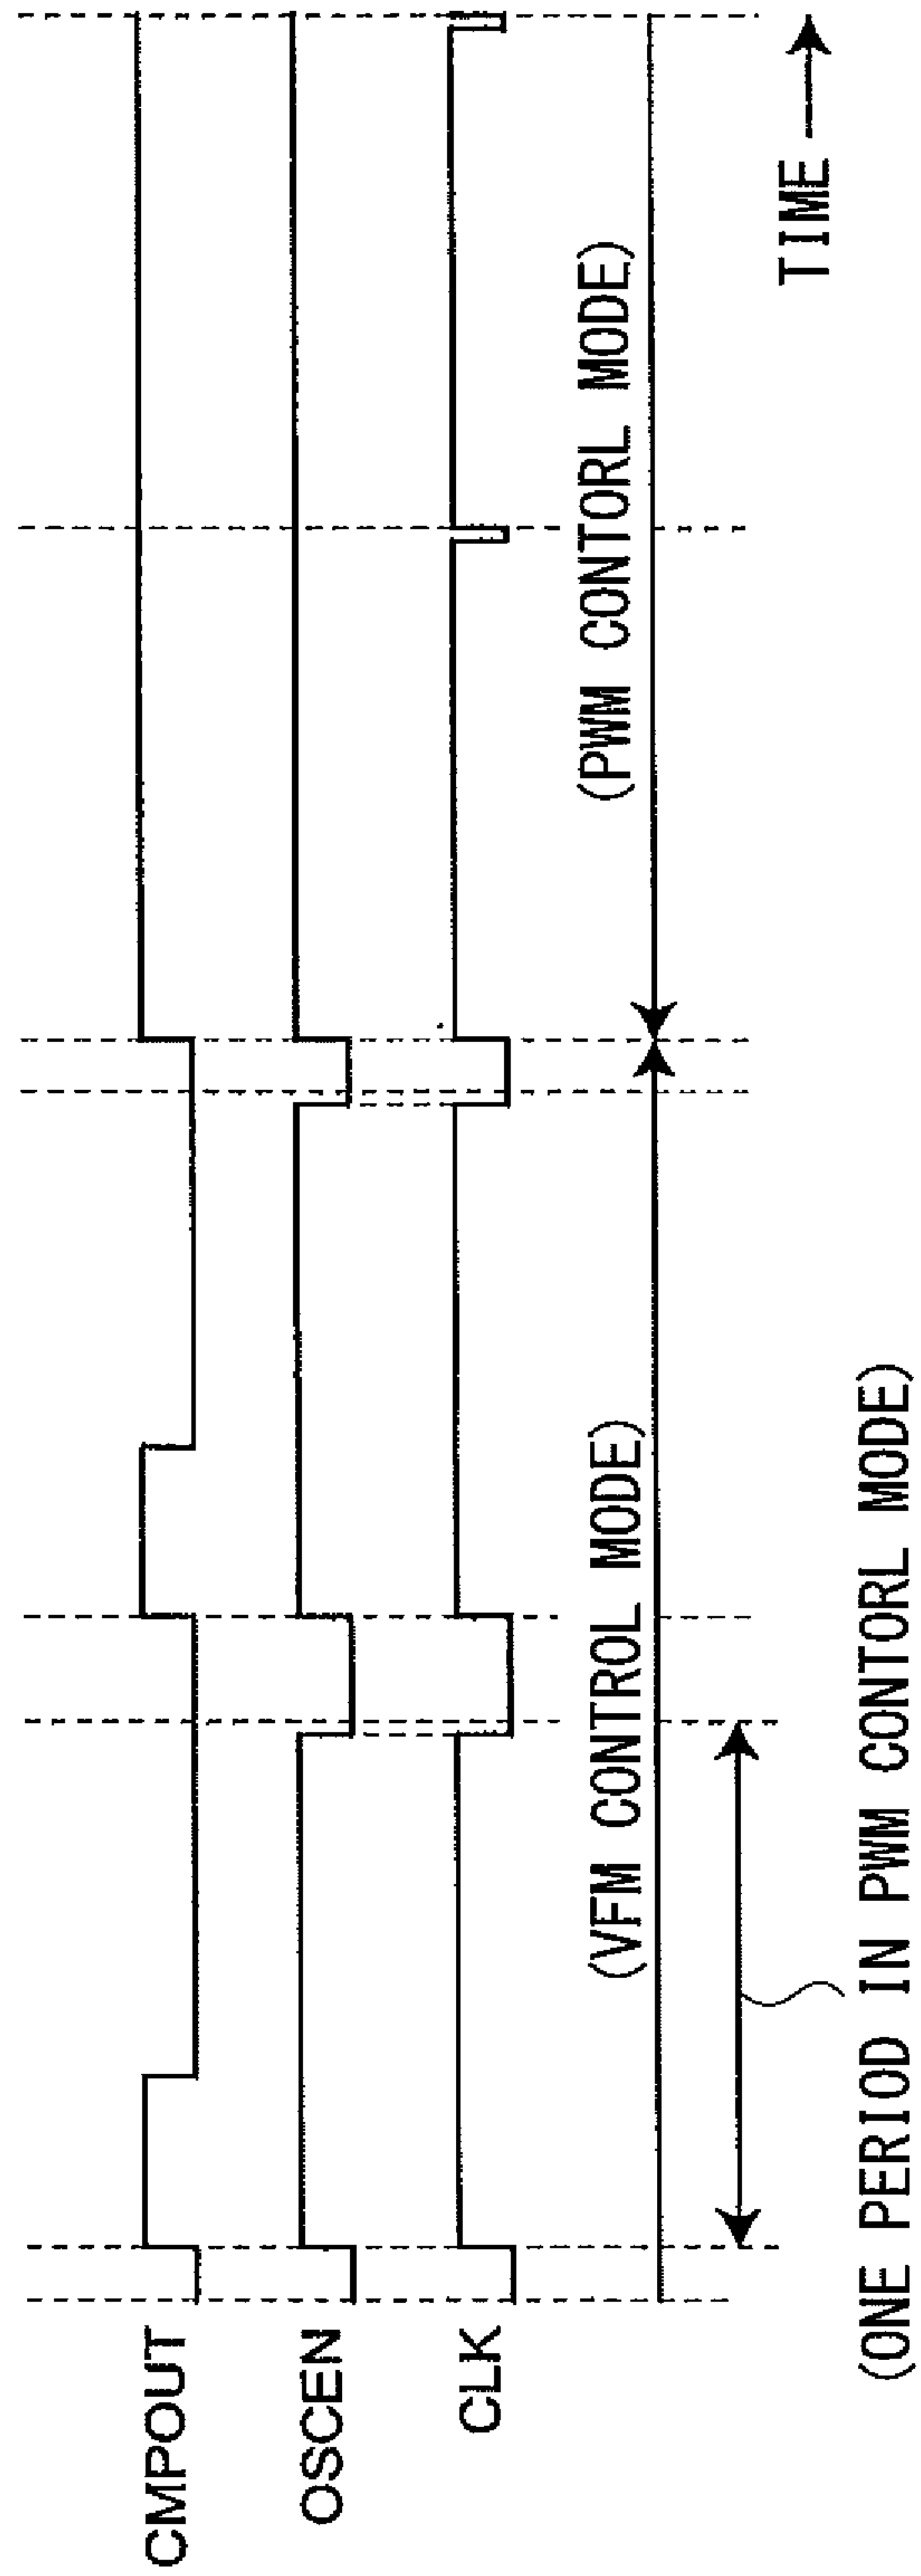 CMPOUT
OSCEN
CLK
(VFM CONTROL MODE)
(PWM CONTORL MODE)
(ONE PERIOD IN PWM CONTORL MODE)
TIME